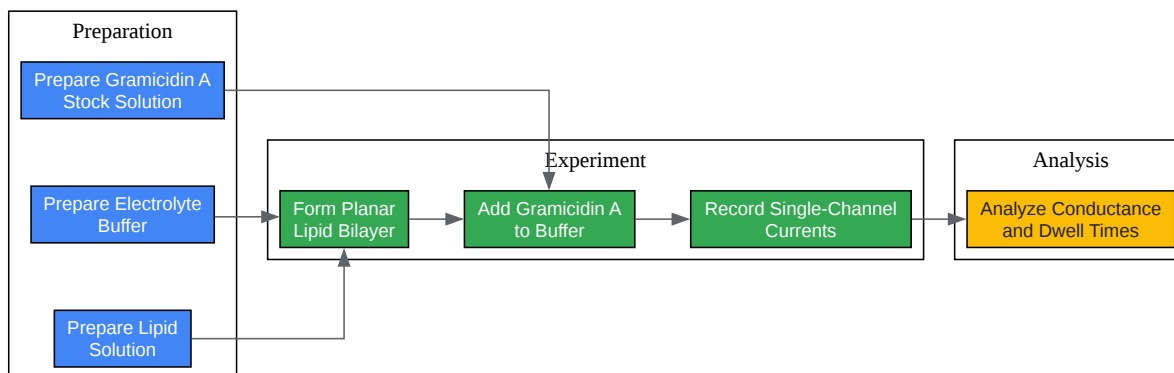 Preparation
Prepare Gramicidin A
Stock Solution
Prepare Electrolyte
Buffer
Prepare Lipid
Solution
Experiment
Form Planar
Lipid Bilayer
Add Gramicidin A
to Buffer
Record Single-Channel
Currents
Analysis
Analyze Conductance
and Dwell Times